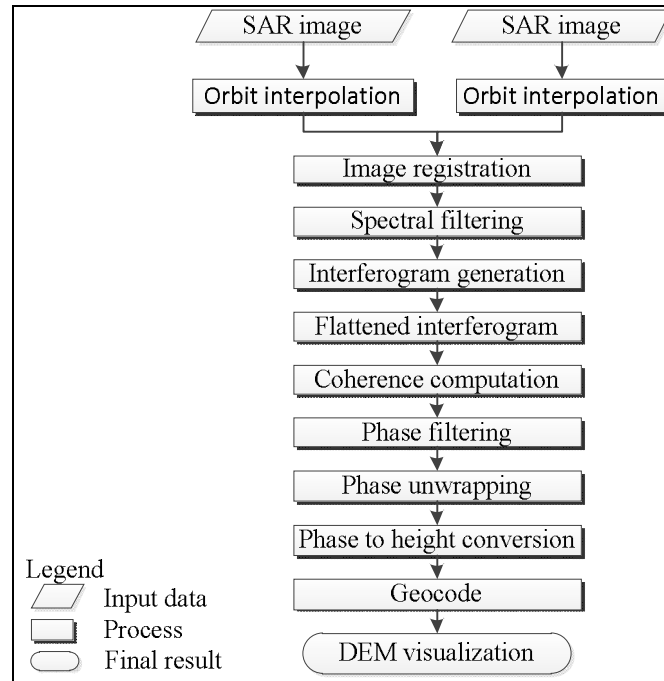 SAR image
SAR image
Orbit interpolation
Orbit interpolation
Image registration
Spectral filtering
Interferogram generation
Flattened interferogram
Coherence computation
Phase filtering
Phase unwrapping
Phase to height conversion
Geocode
DEM visualization
Legend
Input data
Process
Final result